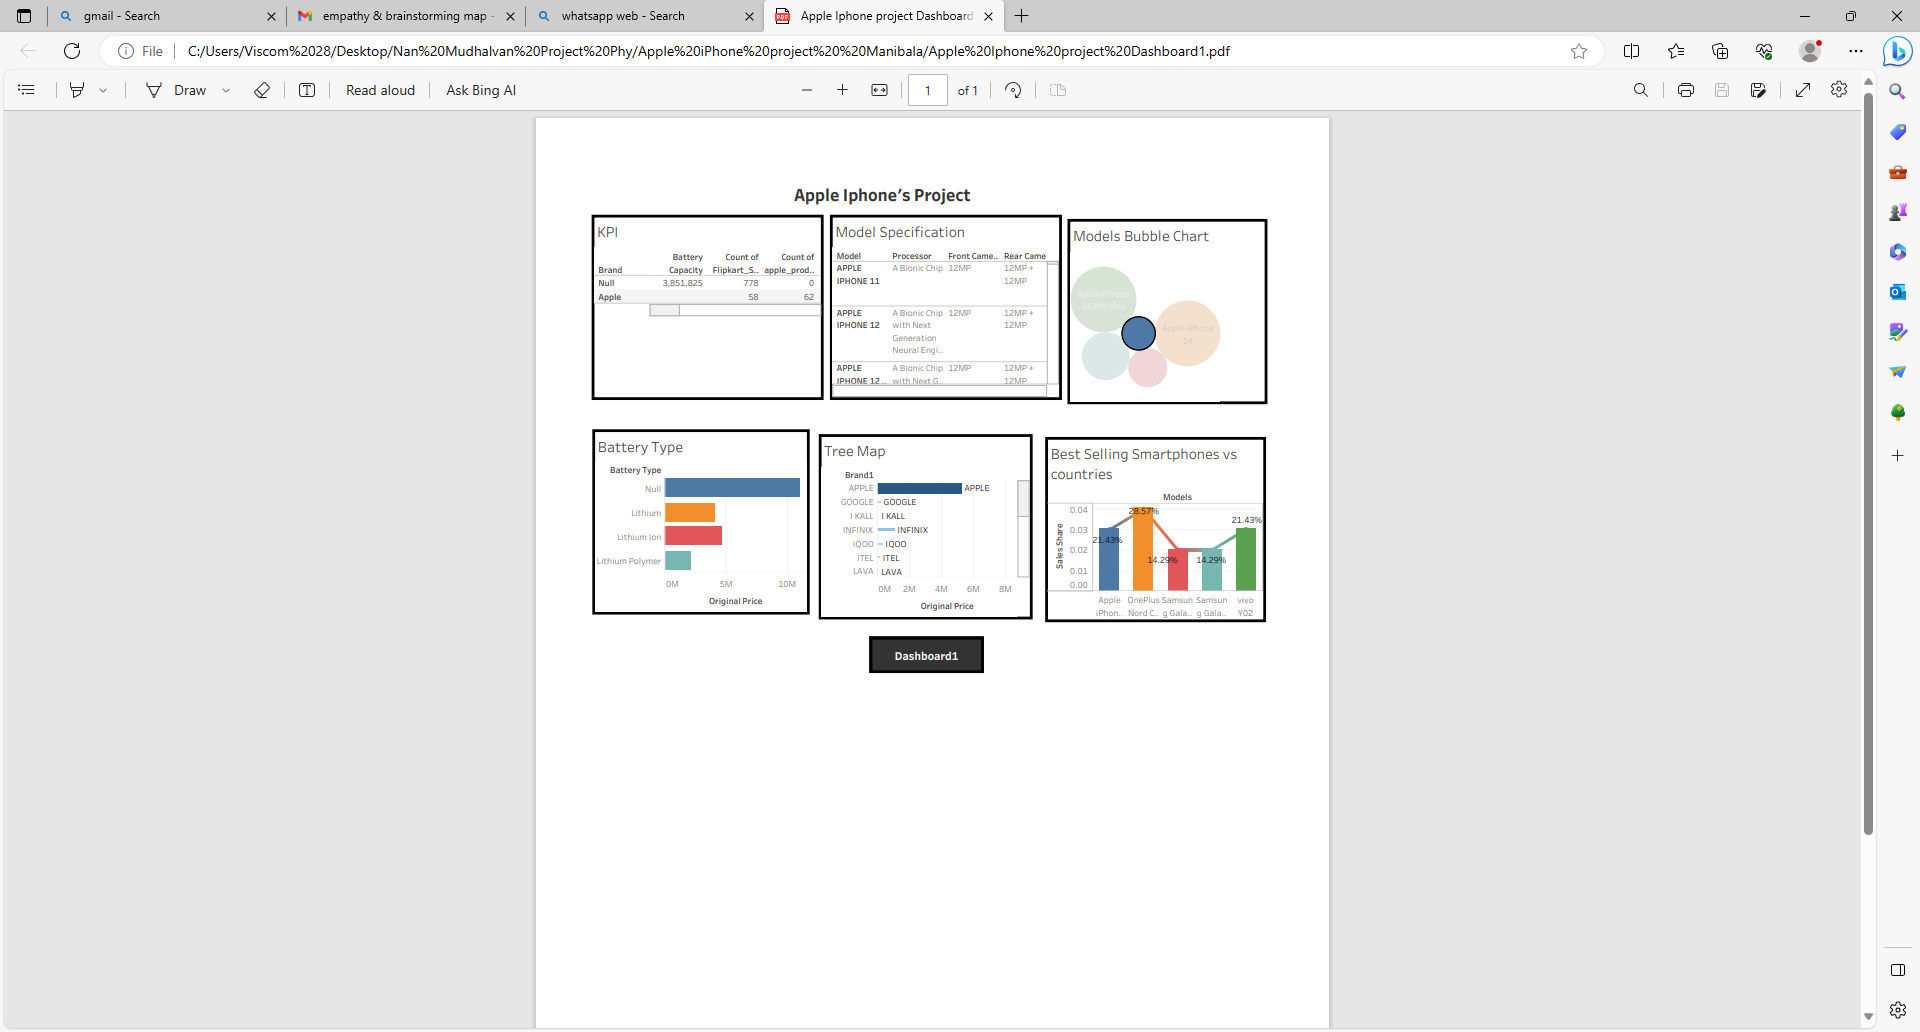 gmail - Search
empathy & brainstorming map -
whatsapp web - Search
Apple Iphone project Dashboard
File
C:/Users/Viscom%2028/Desktop/Nan%20Mudhalvan%20Project%20Phy/Apple%20iPhone%20project%20%20Manibala/Apple%20Iphone%20project%20Dashboard1.pdf
Draw
Read aloud
Ask Bing AI
1 of 1
Apple Iphone's Project
KPI
Battery Count of Count of
Brand Capacity Flipkart_S.. apple_prod..
Null 3,851,825 778 0
Apple 58 62
Model Specification
Model Processor Front Came.. Rear Came
APPLE A Bionic Chip 12MP 12MP +
IPHONE 11 12MP
APPLE A Bionic Chip 12MP 12MP +
IPHONE 12 with Next 12MP
Generation
Neural Engi..
APPLE A Bionic Chip 12MP 12MP +
IPHONE 12 .. with Next G.. 12MP
Models Bubble Chart
Apple iPhone
14 Pro Max
Apple iPhone
14
Battery Type
Battery Type
Null
Lithium
Lithium Ion
Lithium Polymer
0M 5M 10M
Original Price
Tree Map
Brand1
APPLE APPLE
GOOGLE GOOGLE
I KALL I KALL
INFINIX INFINIX
IQOO IQOO
ITEL ITEL
LAVA LAVA
0M 2M 4M 6M 8M
Original Price
Best Selling Smartphones vs
countries
Models
Sales Share
0.04
0.03
0.02
0.01
0.00
21.43%
28.57%
14.29%
14.29%
21.43%
Apple OnePlus Samsun Samsun vivo
iPhon.. Nord C.. g Gala.. g Gala.. Y02
Dashboard1